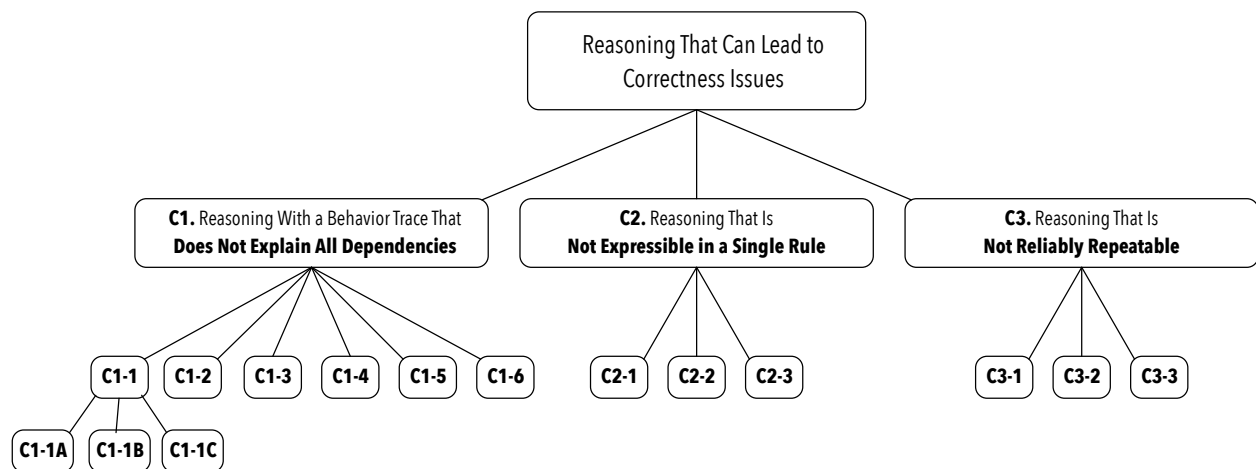 Reasoning That Can Lead to
Correctness Issues
C1. Reasoning With a Behavior Trace That
Does Not Explain All Dependencies
C2. Reasoning That Is
Not Expressible in a Single Rule
C3. Reasoning That Is
Not Reliably Repeatable
C1-1 C1-2 C1-3 C1-4 C1-5 C1-6 C2-1 C2-2 C2-3 C3-1 C3-2 C3-3
C1-1A C1-1B C1-1C